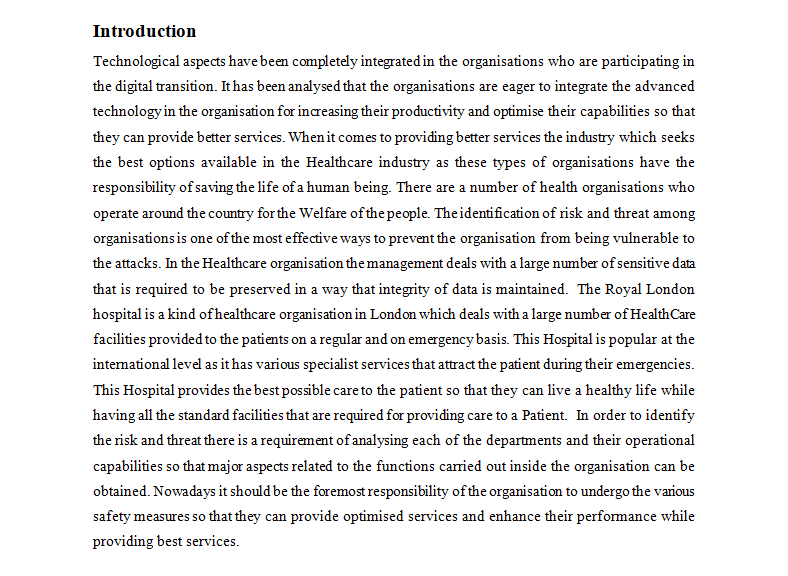 Introduction
Technological aspects have been completely integrated in the organisations who are participating in
the digital transition. It has been analysed that the organisations are eager to integrate the advanced
technology in the organisation for increasing their productivity and optimise their capabilities so that
they can provide better services. When it comes to providing better services the industry which seeks
the best options available in the Healthcare industry as these types of organisations have the
responsibility of saving the life of a human being. There are a number of health organisations who
operate around the country for the Welfare of the people. The identification of risk and threat among
organisations is one of the most effective ways to prevent the organisation from being vulnerable to
the attacks. In the Healthcare organisation the management deals with a large number of sensitive data
that is required to be preserved in a way that integrity of data is maintained. The Royal London
hospital is a kind of healthcare organisation in London which deals with a large number of HealthCare
facilities provided to the patients on a regular and on emergency basis. This Hospital is popular at the
international level as it has various specialist services that attract the patient during their emergencies.
This Hospital provides the best possible care to the patient so that they can live a healthy life while
having all the standard facilities that are required for providing care to a Patient. In order to identify
the risk and threat there is a requirement of analysing each of the departments and their operational
capabilities so that major aspects related to the functions carried out inside the organisation can be
obtained. Nowadays it should be the foremost responsibility of the organisation to undergo the various
safety measures so that they can provide optimised services and enhance their performance while
providing best services.